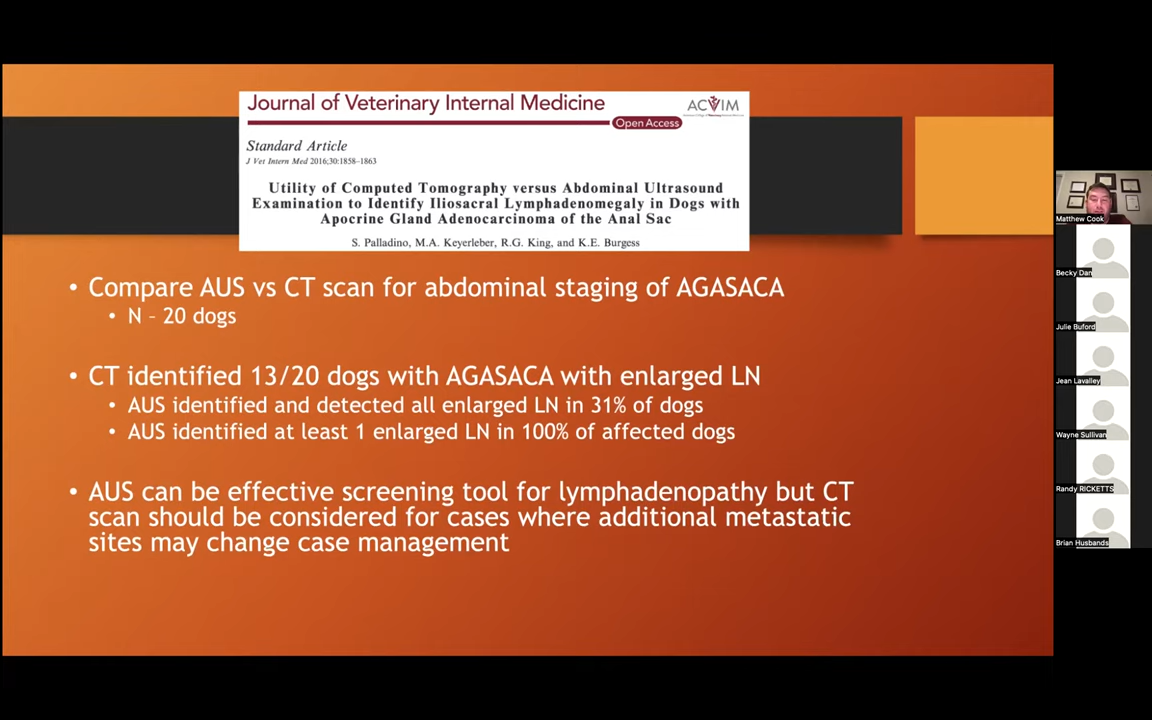 Journal of Veterinary Internal Medicine
ACVIM
Open Access
Standard Article
J Vet Intern Med 2016;30:1858–1863
Utility of Computed Tomography versus Abdominal Ultrasound
Examination to Identify Iliosacral Lymphadenomegaly in Dogs with
Apocrine Gland Adenocarcinoma of the Anal Sac
S. Palladino, M.A. Keyerleber, R.G. King, and K.E. Burgess
• Compare AUS vs CT scan for abdominal staging of AGASACA
• N – 20 dogs
• CT identified 13/20 dogs with AGASACA with enlarged LN
• AUS identified and detected all enlarged LN in 31% of dogs
• AUS identified at least 1 enlarged LN in 100% of affected dogs
• AUS can be effective screening tool for lymphadenopathy but CT
scan should be considered for cases where additional metastatic
sites may change case management
Matthew Cook
Becky Dan
Julie Buford
Jean Lavalley
Wayne Sullivan
Randy RICKETTS
Brian Husbands